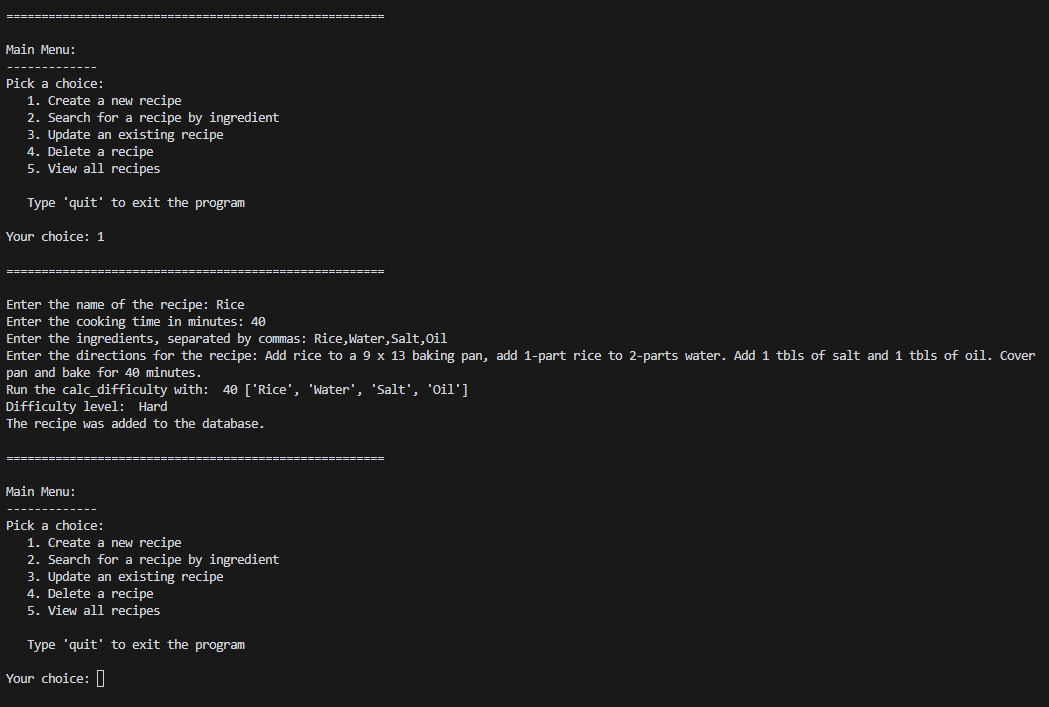 ======================================================
Main Menu:
-------------
Pick a choice:
   1. Create a new recipe
   2. Search for a recipe by ingredient
   3. Update an existing recipe
   4. Delete a recipe
   5. View all recipes
   Type 'quit' to exit the program
Your choice: 1
======================================================
Enter the name of the recipe: Rice
Enter the cooking time in minutes: 40
Enter the ingredients, separated by commas: Rice,Water,Salt,Oil
Enter the directions for the recipe: Add rice to a 9 x 13 baking pan, add 1-part rice to 2-parts water. Add 1 tbls of salt and 1 tbls of oil. Cover
pan and bake for 40 minutes.
Run the calc_difficulty with:  40 ['Rice', 'Water', 'Salt', 'Oil']
Difficulty level:  Hard
The recipe was added to the database.
======================================================
Main Menu:
-------------
Pick a choice:
   1. Create a new recipe
   2. Search for a recipe by ingredient
   3. Update an existing recipe
   4. Delete a recipe
   5. View all recipes
   Type 'quit' to exit the program
Your choice: